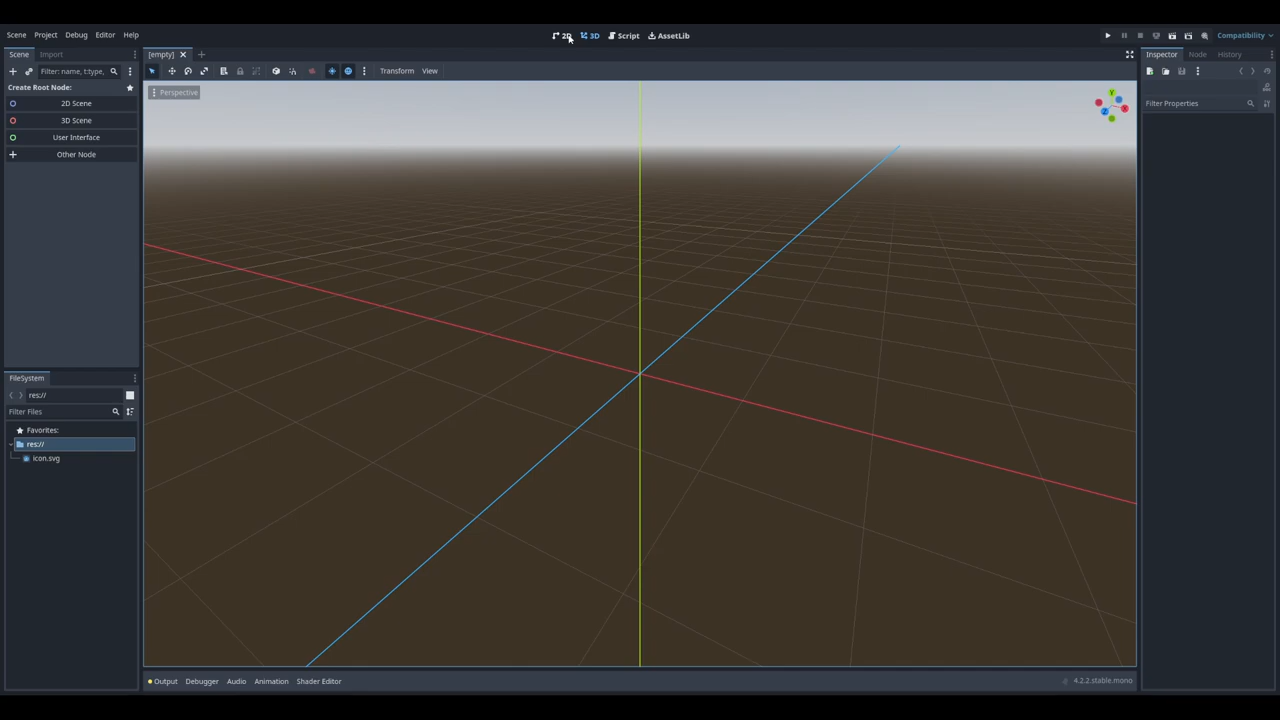 Scene Project Debug Editor Help
2D 3D Script AssetLib
Compatibility
Scene Import
[empty]
Inspector Node History
Filter: name, t:type,
Transform View
Create Root Node:
Perspective
2D Scene
3D Scene
User Interface
Other Node
Filter Properties
Y
X
Z
FileSystem
res://
Filter Files
Favorites:
res://
icon.svg
Output Debugger Audio Animation Shader Editor
4.2.2.stable.mono